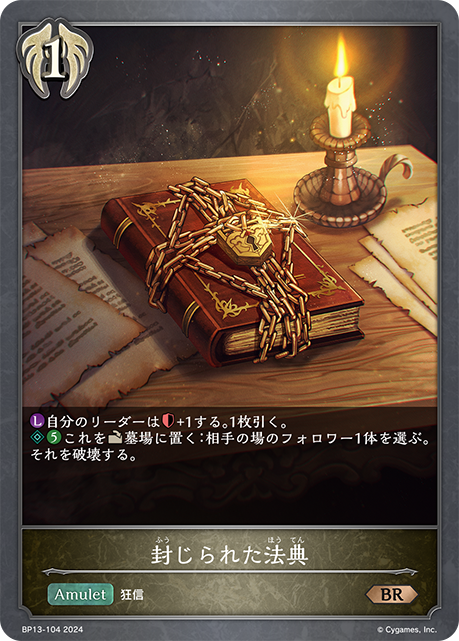 1
L 自分のリーダーは+1する。1枚引く。
5 これを墓場に置く：相手の場のフォロワー1体を選ぶ。
それを破壊する。
ふう ほう てん
封じられた法典
Amulet 狂信 BR
BP13-104 2024 © Cygames, Inc.